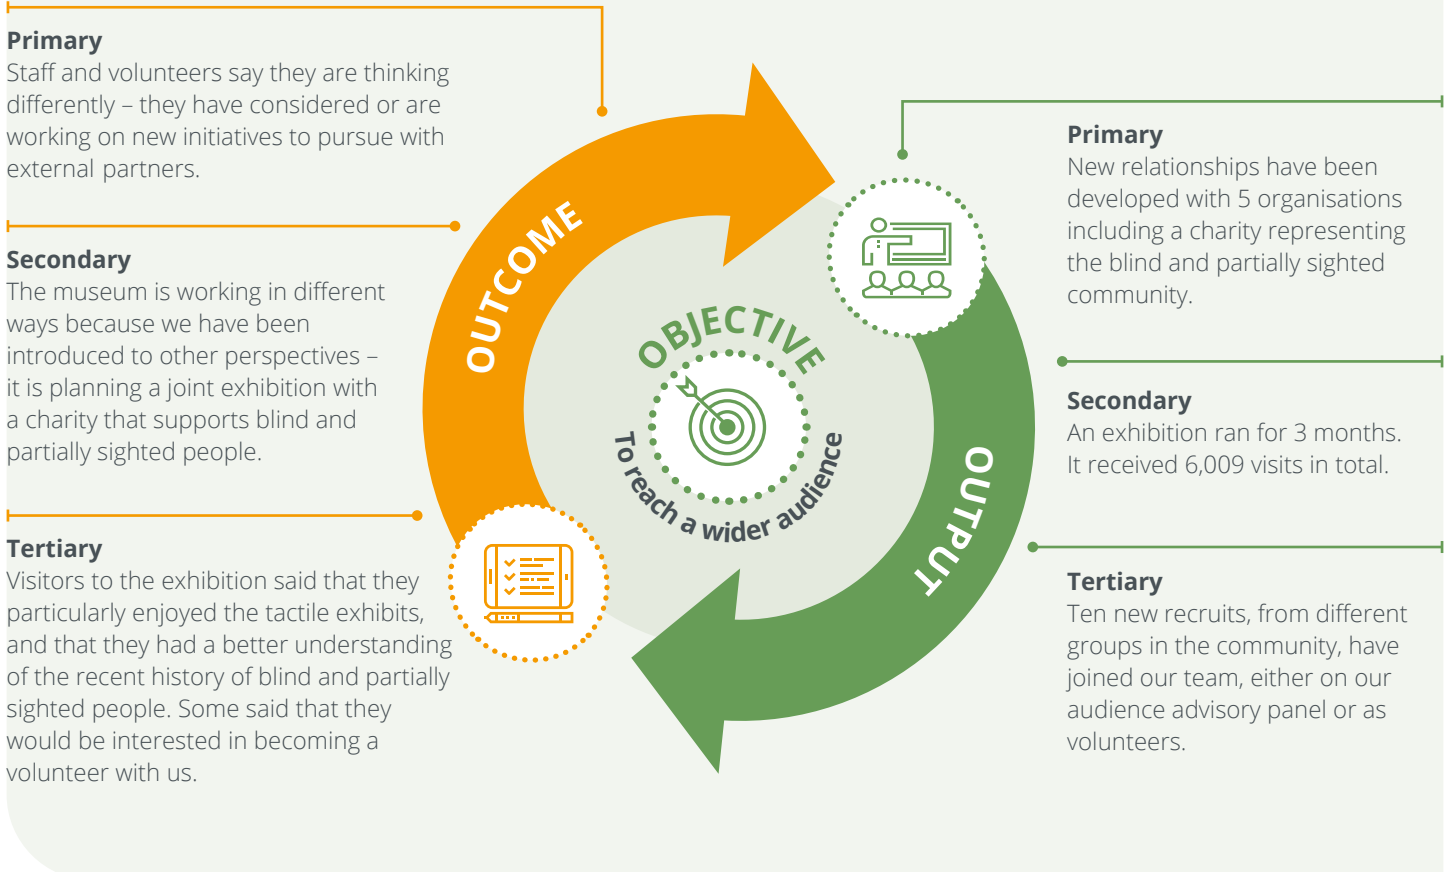 Primary
Staff and volunteers say they are thinking
differently – they have considered or are
working on new initiatives to pursue with
external partners.
Secondary
The museum is working in different
ways because we have been
introduced to other perspectives –
it is planning a joint exhibition with
a charity that supports blind and
partially sighted people.
Tertiary
Visitors to the exhibition said that they
particularly enjoyed the tactile exhibits,
and that they had a better understanding
of the recent history of blind and partially
sighted people. Some said that they
would be interested in becoming a
volunteer with us.
OUTCOME
OBJECTIVE
To reach a wider audience
OUTPUT
Primary
New relationships have been
developed with 5 organisations
including a charity representing
the blind and partially sighted
community.
Secondary
An exhibition ran for 3 months.
It received 6,009 visits in total.
Tertiary
Ten new recruits, from different
groups in the community, have
joined our team, either on our
audience advisory panel or as
volunteers.